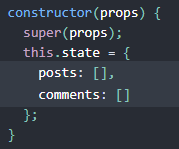 constructor(props) {
  super(props);
  this.state = {
    posts: [],
    comments: []
  };
}